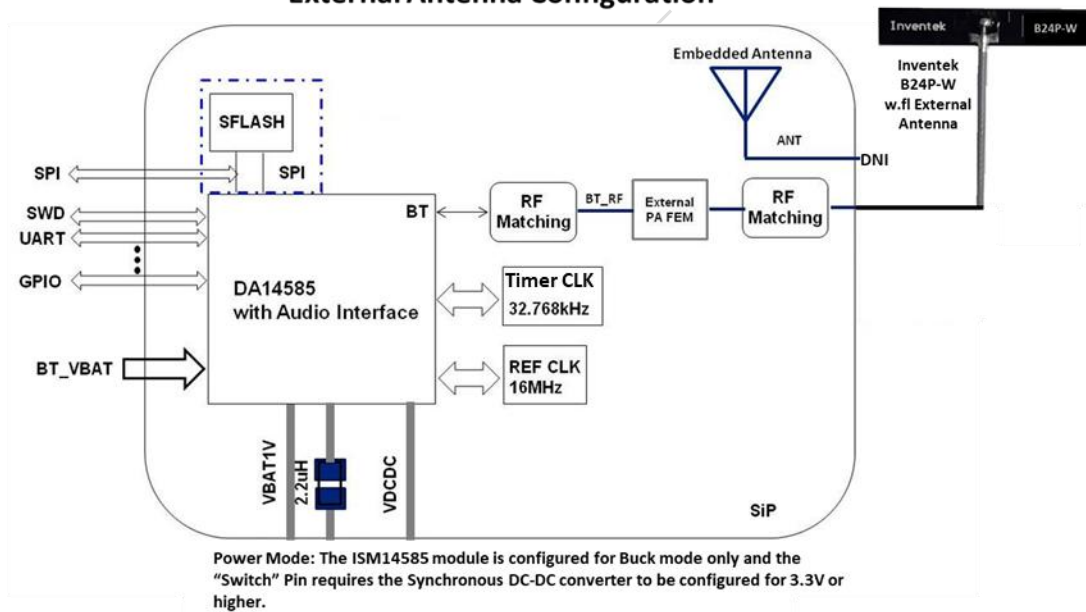 External Antenna Configuration
Inventek B24P-W
Embedded Antenna
Inventek
B24P-W
w.fl External
Antenna
ANT
DNI
SFLASH
SPI
SPI
SWD
UART
GPIO
BT
RF
Matching
BT_RF
External
PA FEM
RF
Matching
DA14585
with Audio Interface
Timer CLK
32.768kHz
BT_VBAT
REF CLK
16MHz
VBAT1V
2.2uH
VDCDC
SiP
Power Mode: The ISM14585 module is configured for Buck mode only and the
“Switch” Pin requires the Synchronous DC-DC converter to be configured for 3.3V or
higher.